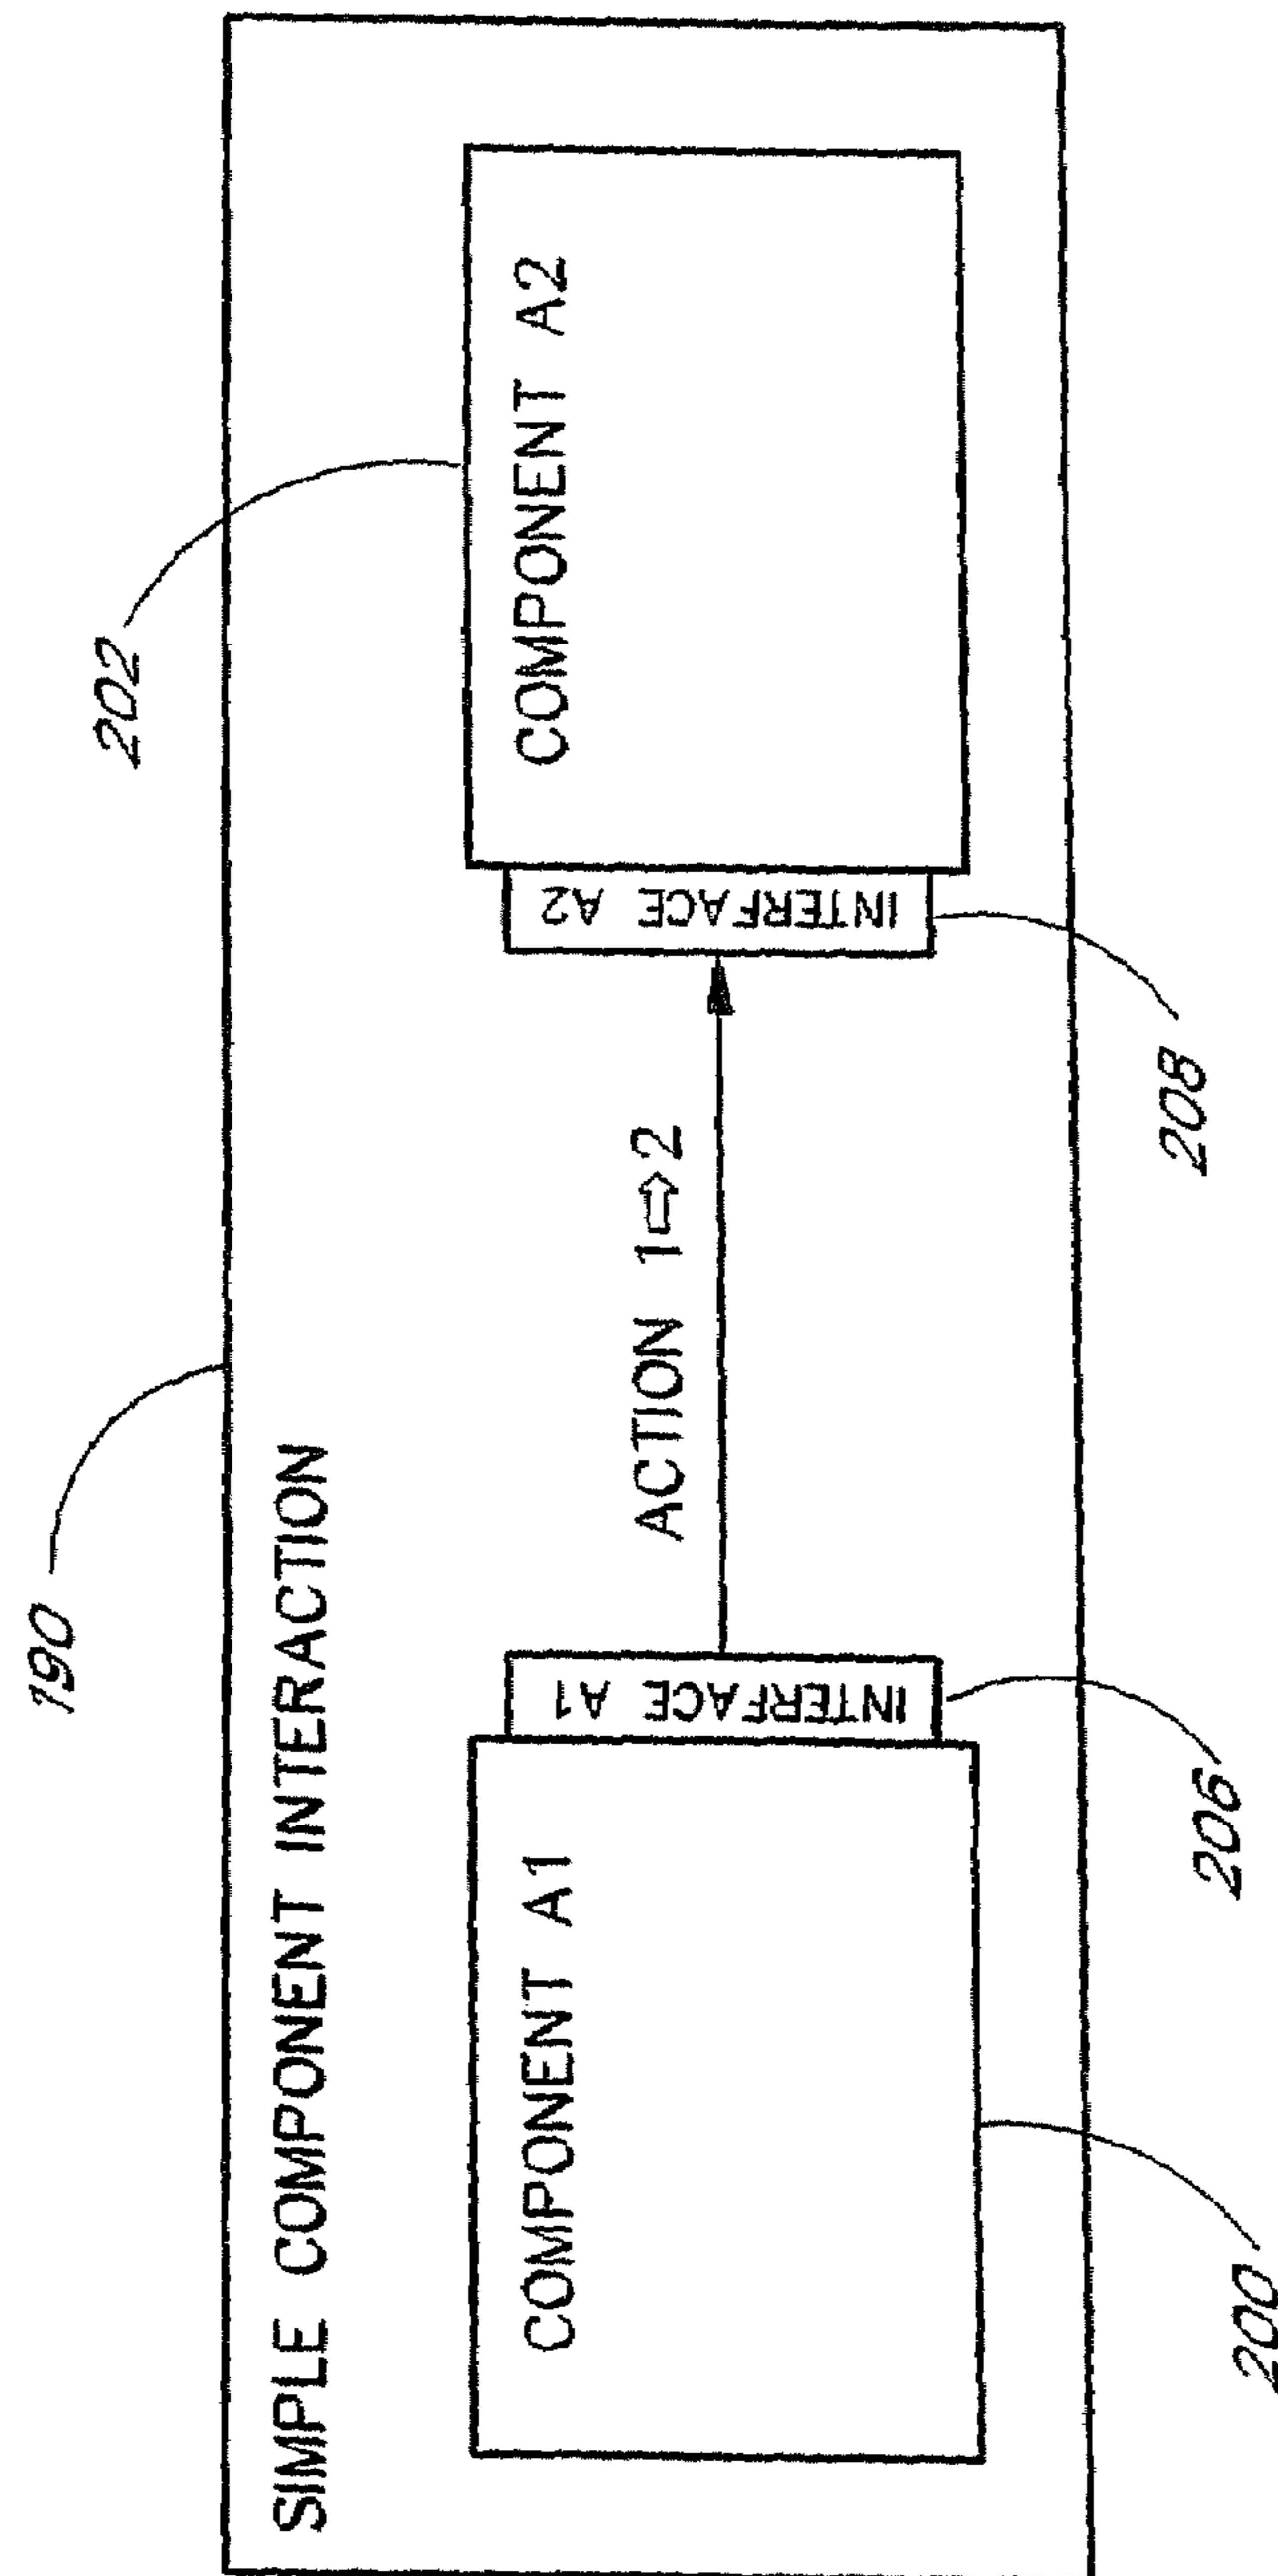 190
202
SIMPLE COMPONENT INTERACTION
COMPONENT A1
INTERFACE A1
ACTION 1⇨2
INTERFACE A2
COMPONENT A2
200
206
208